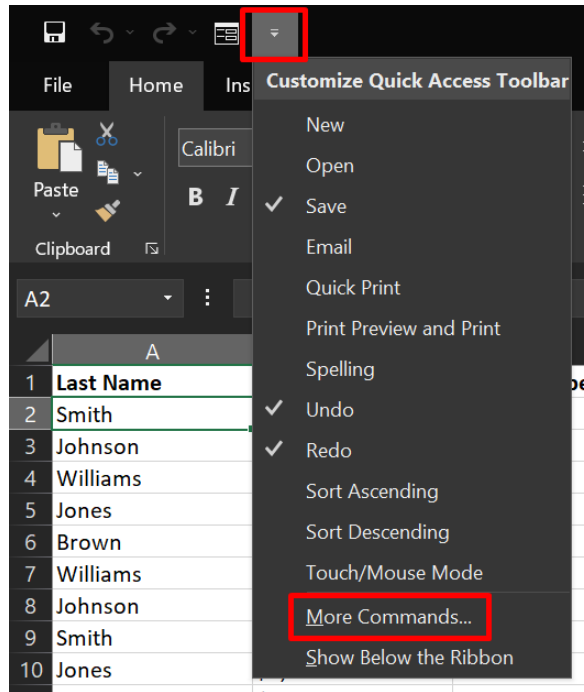 File Home Ins
Customize Quick Access Toolbar
New
Open
Save
Email
Quick Print
Print Preview and Print
Spelling
Undo
Redo
Sort Ascending
Sort Descending
Touch/Mouse Mode
More Commands...
Show Below the Ribbon
Calibri
Paste
B I
Clipboard
A2
A
1 Last Name
2 Smith
3 Johnson
4 Williams
5 Jones
6 Brown
7 Williams
8 Johnson
9 Smith
10 Jones